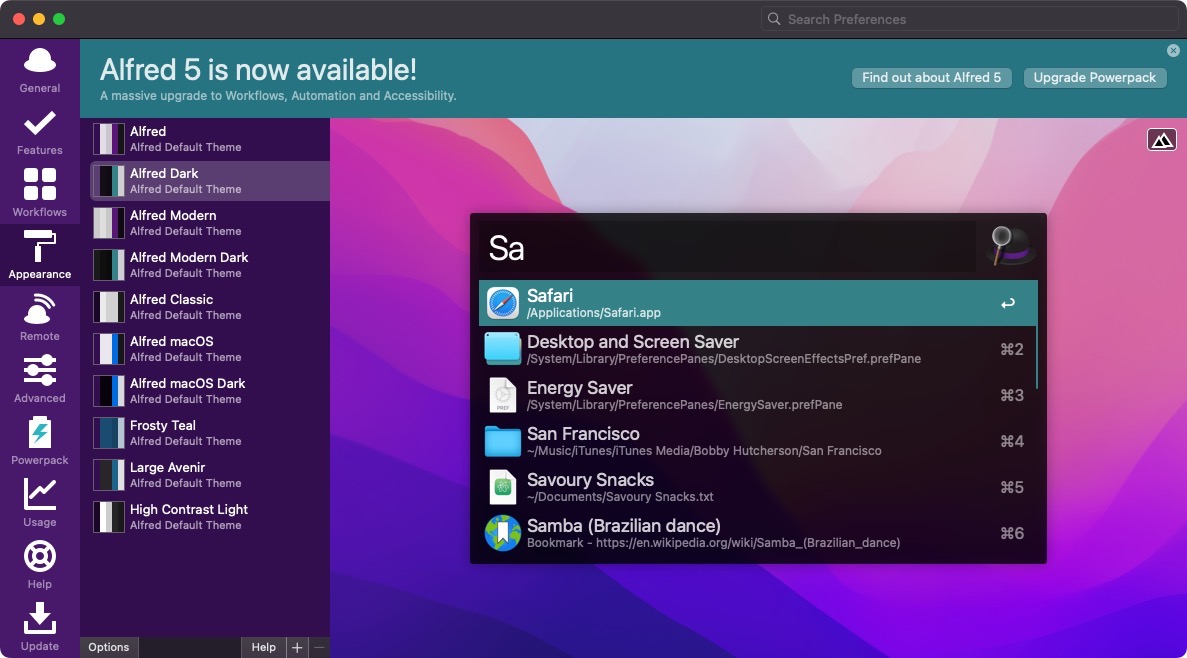 Search Preferences
General
Features
Workflows
Appearance
Remote
Advanced
Powerpack
Usage
Help
Update
Alfred 5 is now available!
A massive upgrade to Workflows, Automation and Accessibility.
Find out about Alfred 5
Upgrade Powerpack
Alfred
Alfred Default Theme
Alfred Dark
Alfred Default Theme
Alfred Modern
Alfred Default Theme
Alfred Modern Dark
Alfred Default Theme
Alfred Classic
Alfred Default Theme
Alfred macOS
Alfred Default Theme
Alfred macOS Dark
Alfred Default Theme
Frosty Teal
Alfred Default Theme
Large Avenir
Alfred Default Theme
High Contrast Light
Alfred Default Theme
Options
Help
+
−
Sa
Safari
/Applications/Safari.app
↩
Desktop and Screen Saver
/System/Library/PreferencePanes/DesktopScreenEffectsPref.prefPane
⌘2
Energy Saver
/System/Library/PreferencePanes/EnergySaver.prefPane
⌘3
PREF
San Francisco
~/Music/iTunes/iTunes Media/Bobby Hutcherson/San Francisco
⌘4
Savoury Snacks
~/Documents/Savoury Snacks.txt
⌘5
Samba (Brazilian dance)
Bookmark - https://en.wikipedia.org/wiki/Samba_(Brazilian_dance)
⌘6